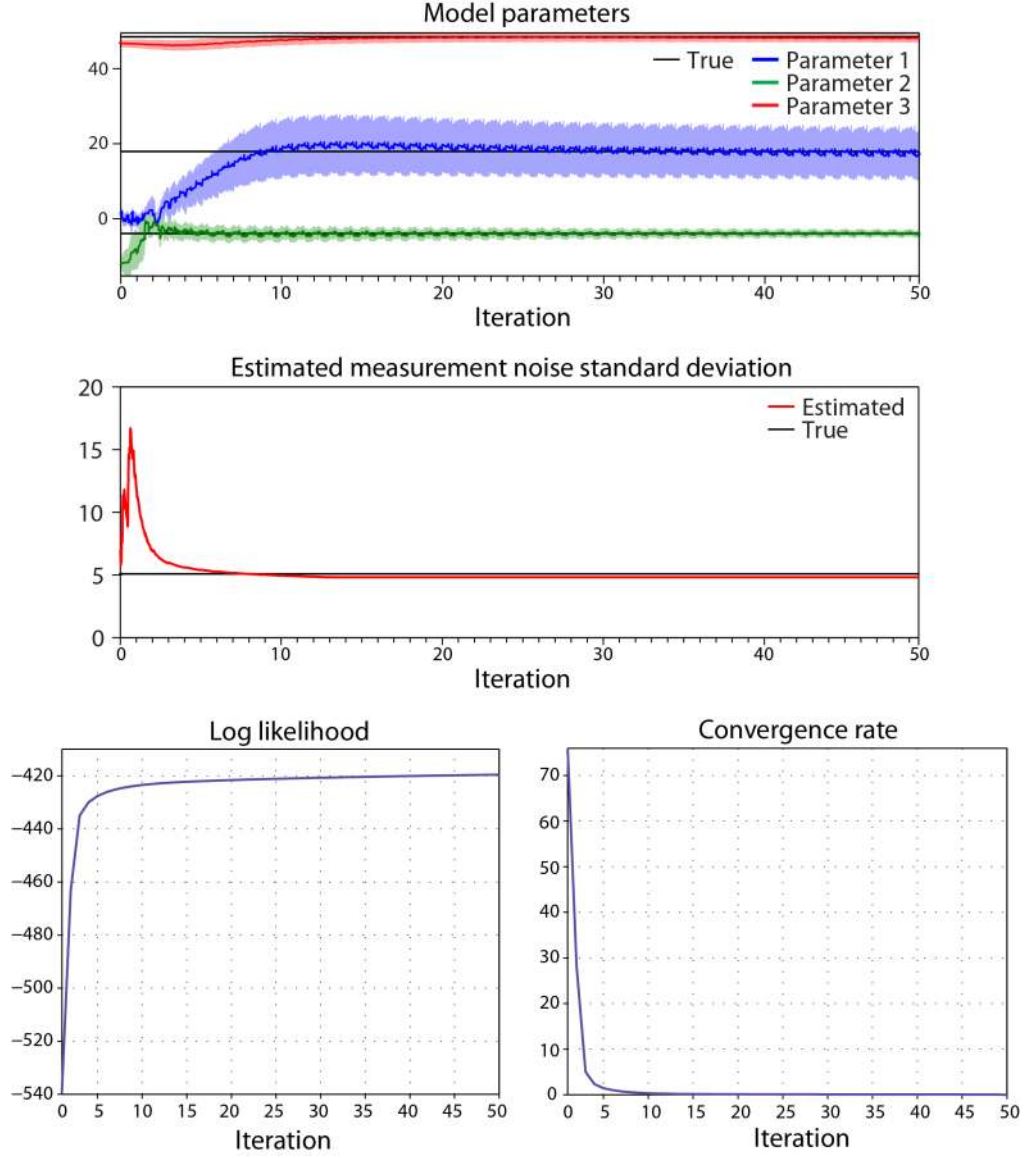 Model parameters
True
Parameter 1
Parameter 2
Parameter 3
40
20
0
0 10 20 30 40 50
Iteration
Estimated measurement noise standard deviation
Estimated
True
20
15
10
5
0
0 10 20 30 40 50
Iteration
Log likelihood
−420
−440
−460
−480
−500
−520
−540
0 5 10 15 20 25 30 35 40 45 50
Iteration
Convergence rate
70
60
50
40
30
20
10
0
0 5 10 15 20 25 30 35 40 45 50
Iteration